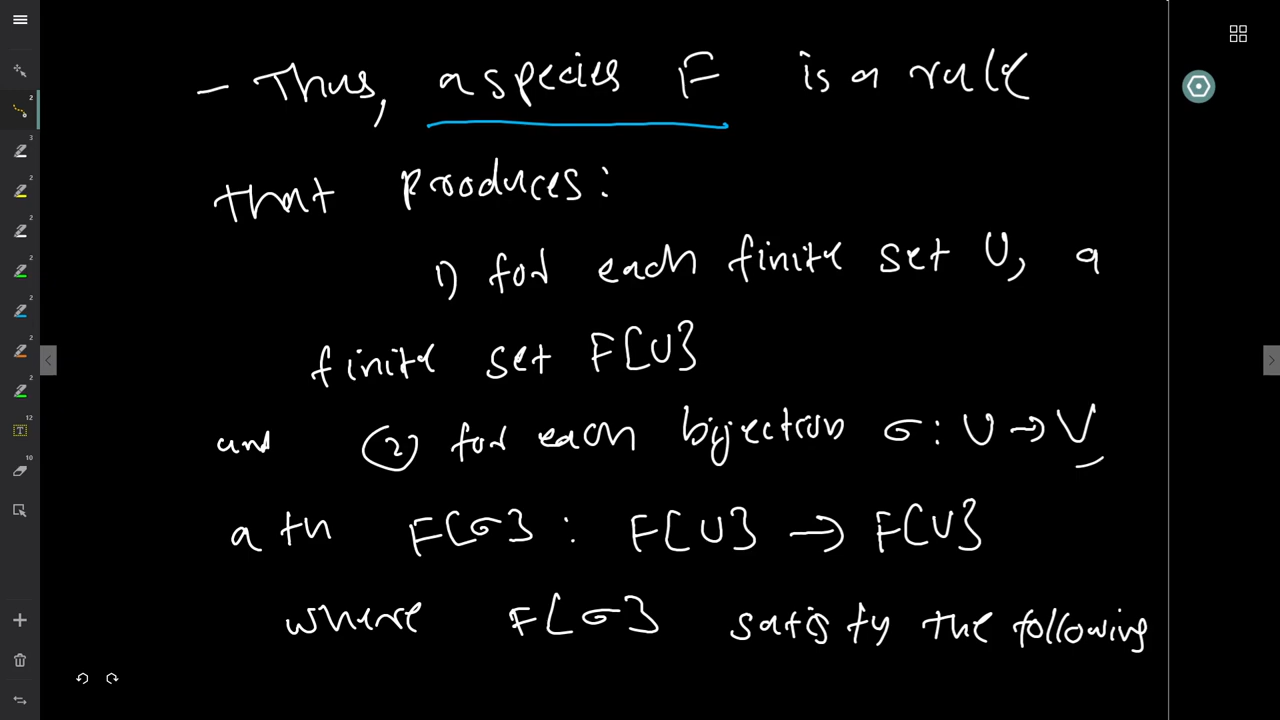 - Thus, a species F is a rule
that produces:
1) for each finite set U, a
finite set F[U]
and (2) for each bijection σ: U → V
a fn F[σ] : F[U] → F[V]
where F[σ] satisfy the following